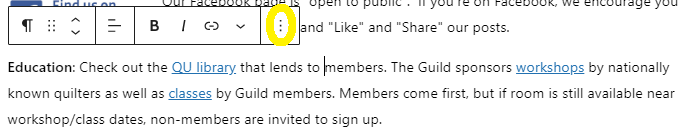 Find us on Our Facebook page is "open to public". If you're on Facebook, we encourage you
¶ B I and "Like" and "Share" our posts.
Education: Check out the QU library that lends to members. The Guild sponsors workshops by nationally
known quilters as well as classes by Guild members. Members come first, but if room is still available near
workshop/class dates, non-members are invited to sign up.